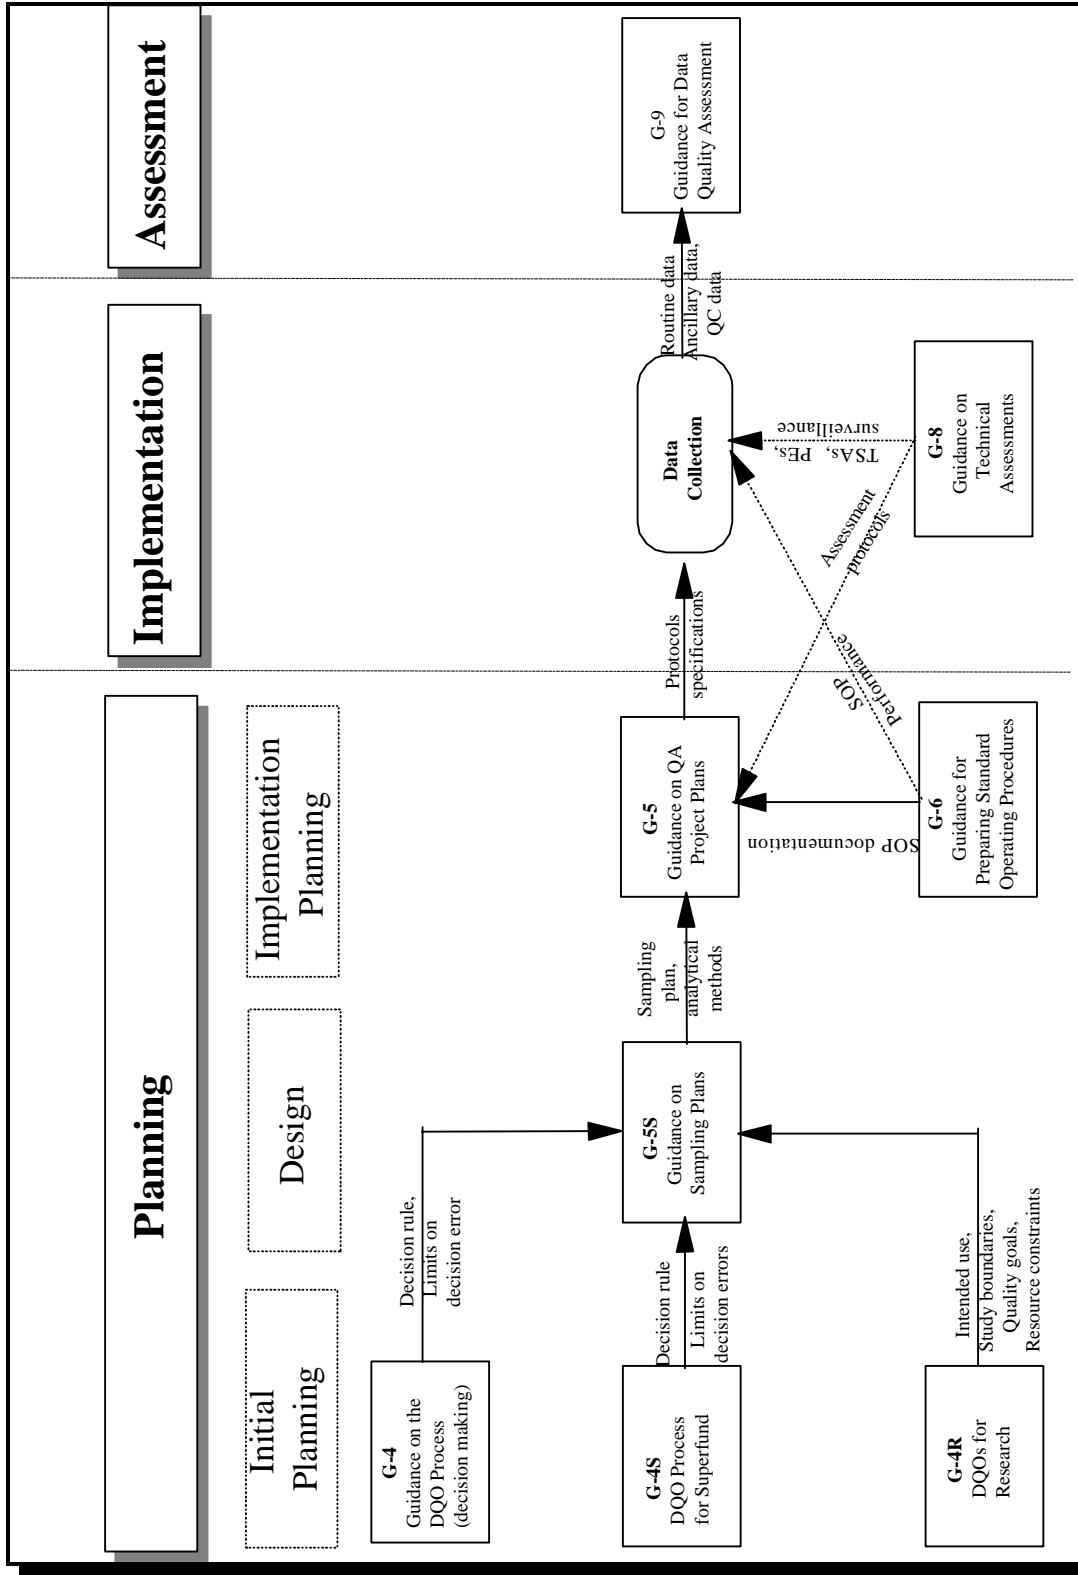 Planning
Implementation
Assessment
Initial
Planning
Design
Implementation
Planning
G-4
Guidance on the
DQO Process
(decision making)
Decision rule,
Limits on
decision error
G-4S
DQO Process
for Superfund
Decision rule
Limits on
decision errors
G-4R
DQOs for
Research
Intended use,
Study boundaries,
Quality goals,
Resource constraints
G-5S
Guidance on
Sampling Plans
Sampling
plan,
analytical
methods
G-5
Guidance on QA
Project Plans
Protocols
specifications
SOP documentation
G-6
Guidance for
Preparing Standard
Operating Procedures
SOP
Performance
Assessment
protocols
Data
Collection
TSAs, PEs,
surveillance
G-8
Guidance on
Technical
Assessments
Routine data
Ancillary data,
QC data
G-9
Guidance for Data
Quality Assessment